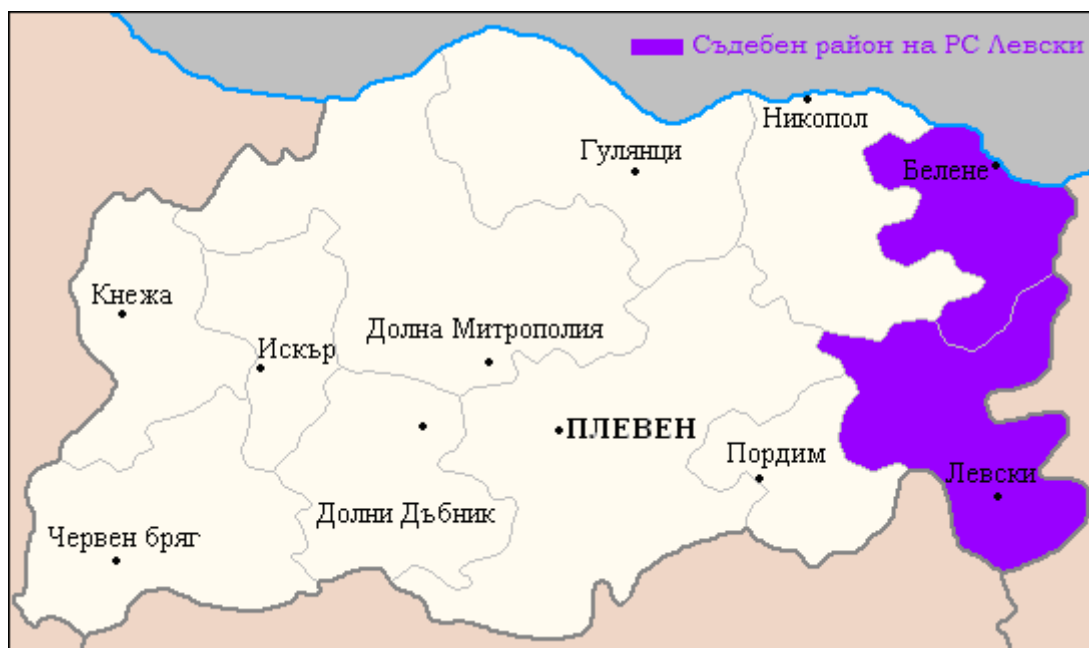 Съдебен район на РС Левски
Никопол
Гулянци
Белене
Кнежа
Долна Митрополия
Искър
ПЛЕВЕН
Пордим
Левски
Долни Дъбник
Червен бряг